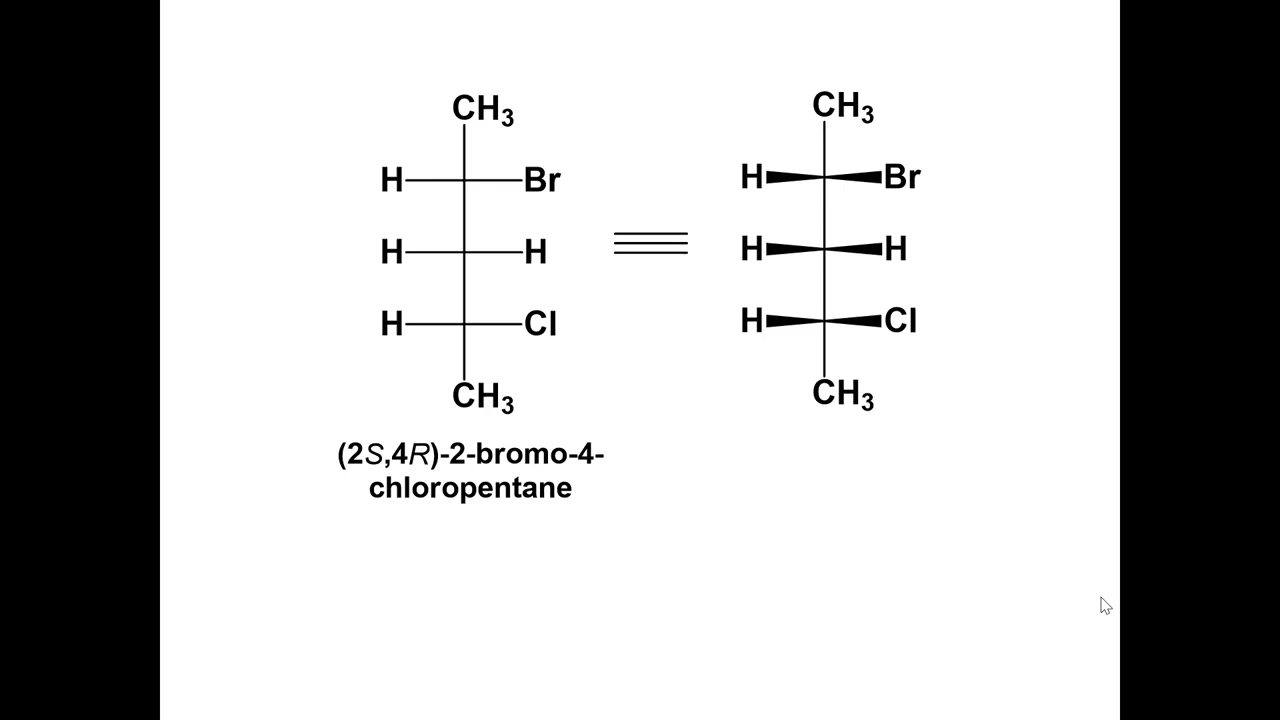 CH3 CH3
H Br H Br
H H H H
H Cl H Cl
CH3 CH3
(2S,4R)-2-bromo-4-
chloropentane